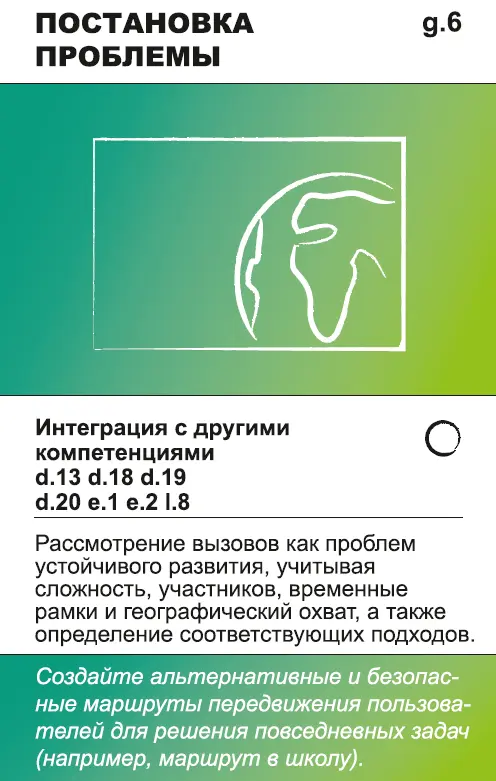 ПОСТАНОВКА
ПРОБЛЕМЫ
g.6
Интеграция с другими
компетенциями
d.13 d.18 d.19
d.20 e.1 e.2 l.8
Рассмотрение вызовов как проблем
устойчивого развития, учитывая
сложность, участников, временные
рамки и географический охват, а также
определение соответствующих подходов.
Создайте альтернативные и безопас-
ные маршруты передвижения пользова-
телей для решения повседневных задач
(например, маршрут в школу).